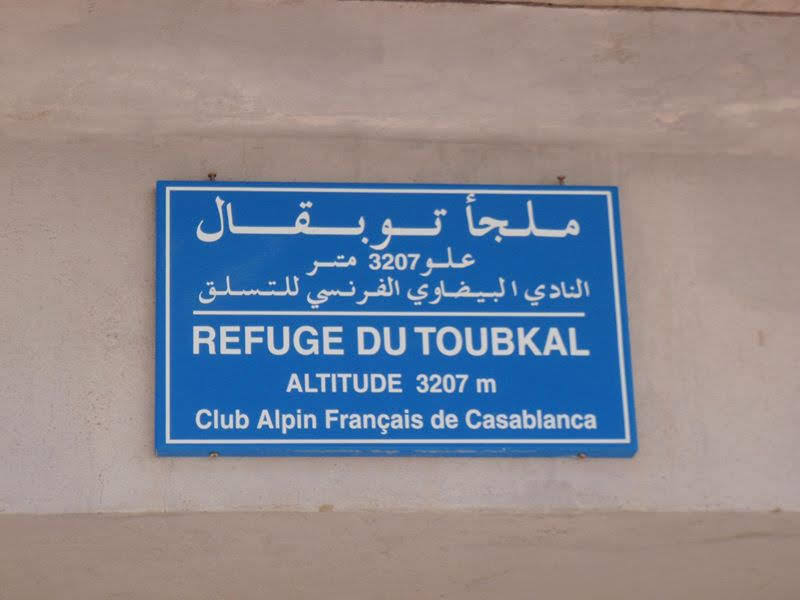 ملجأ توبقال
علو 3207 متر
النادي البيضاوي الفرنسي للتسلق
REFUGE DU TOUBKAL
ALTITUDE 3207 m
Club Alpin Français de Casablanca